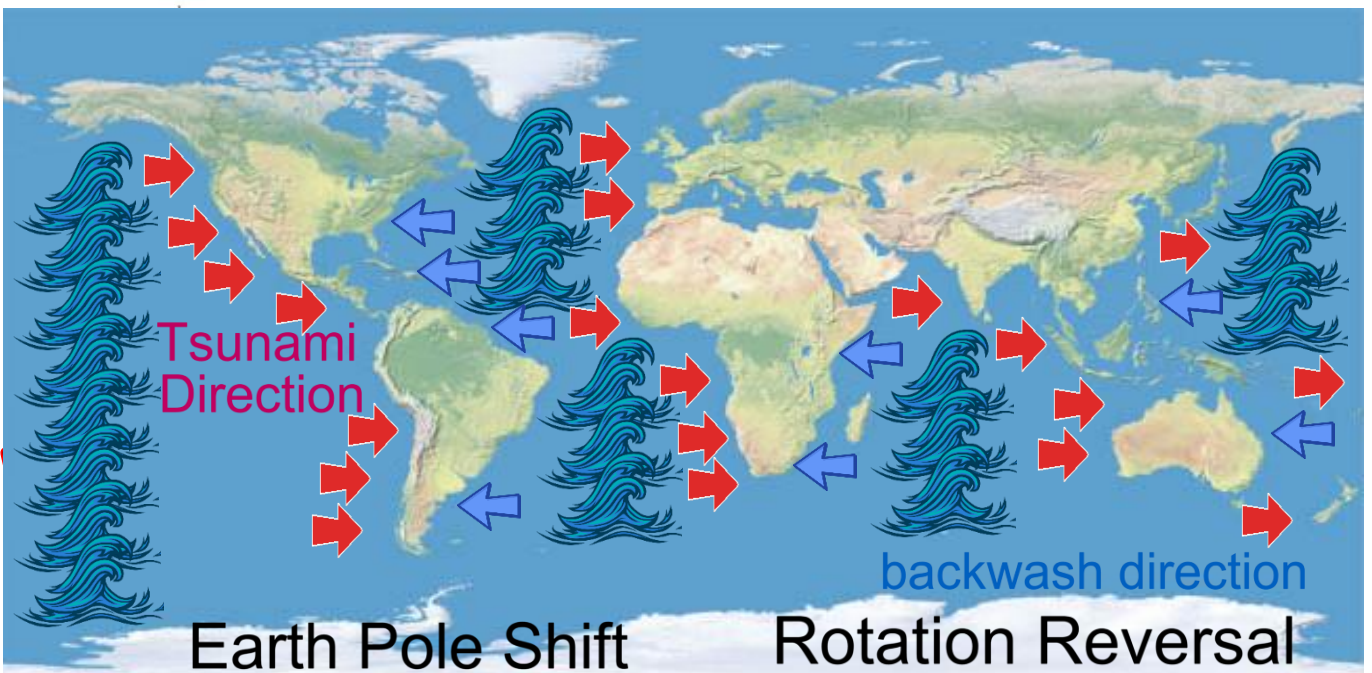 Tsunami
Direction
backwash direction
Earth Pole Shift
Rotation Reversal